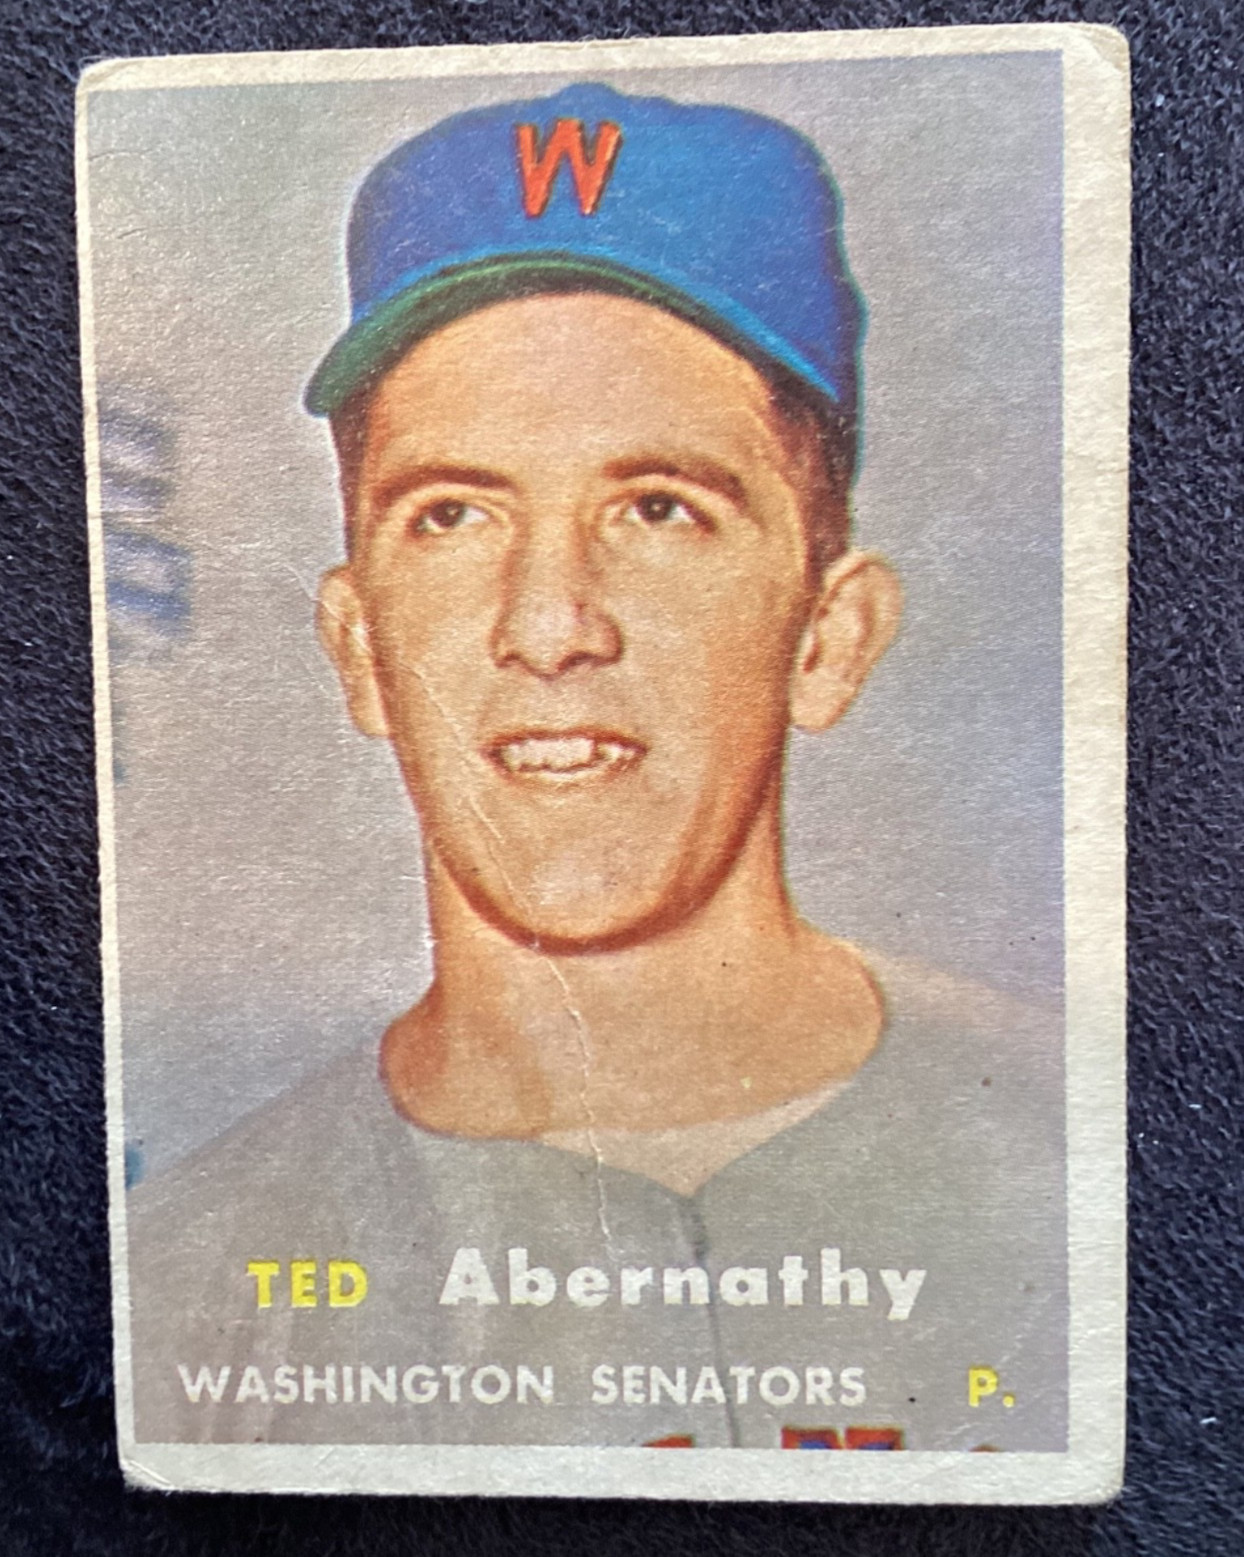 W
TED Abernathy
WASHINGTON SENATORS P.